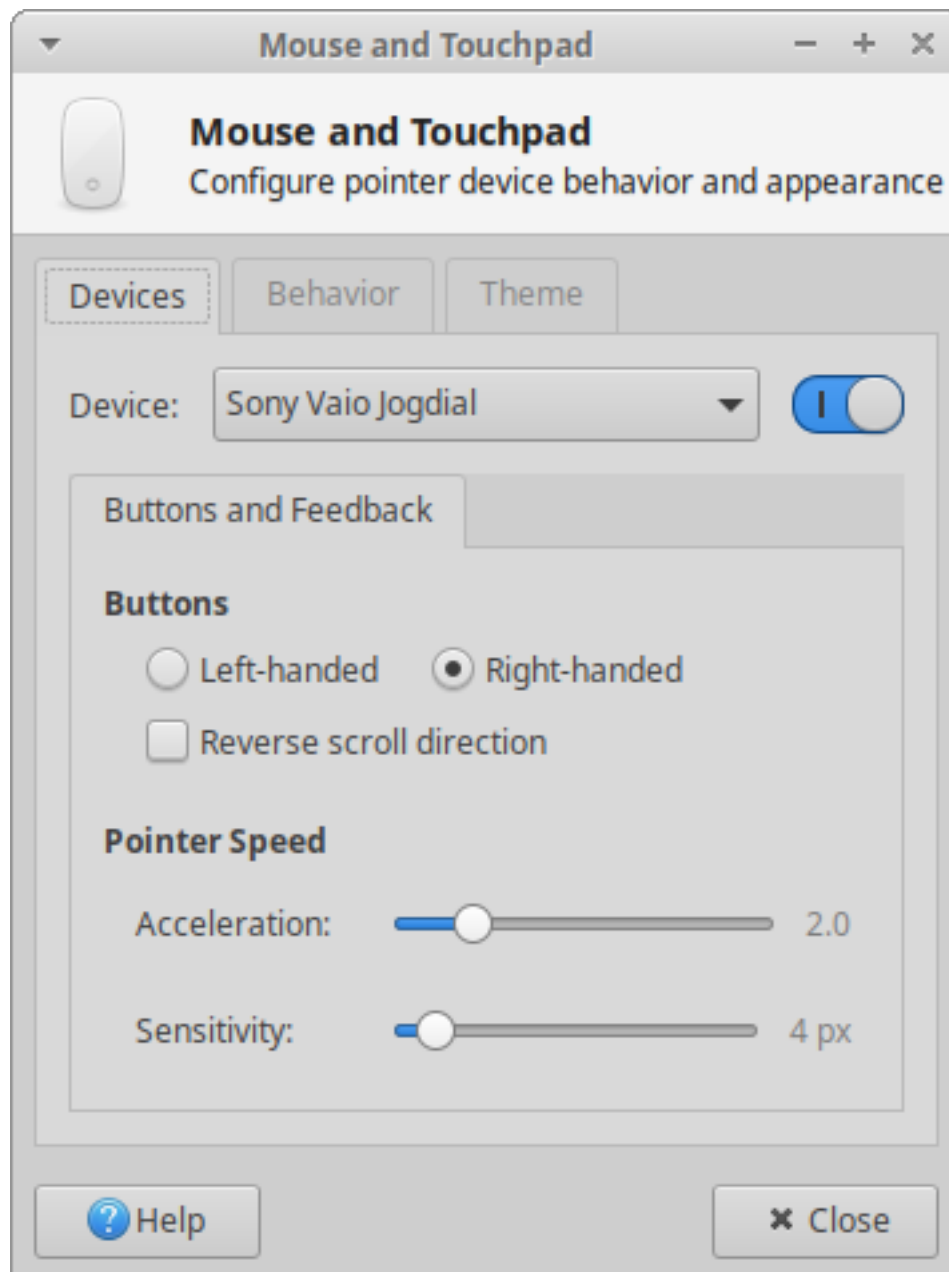 Mouse and Touchpad
Mouse and Touchpad
Configure pointer device behavior and appearance
Devices Behavior Theme
Device: Sony Vaio Jogdial
Buttons and Feedback
Buttons
Left-handed Right-handed
Reverse scroll direction
Pointer Speed
Acceleration: 2.0
Sensitivity: 4 px
? Help Close